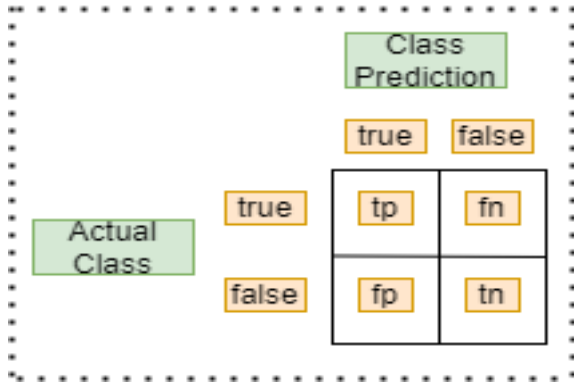 Class
Prediction
true false
true tp fn
Actual
Class
false fp tn